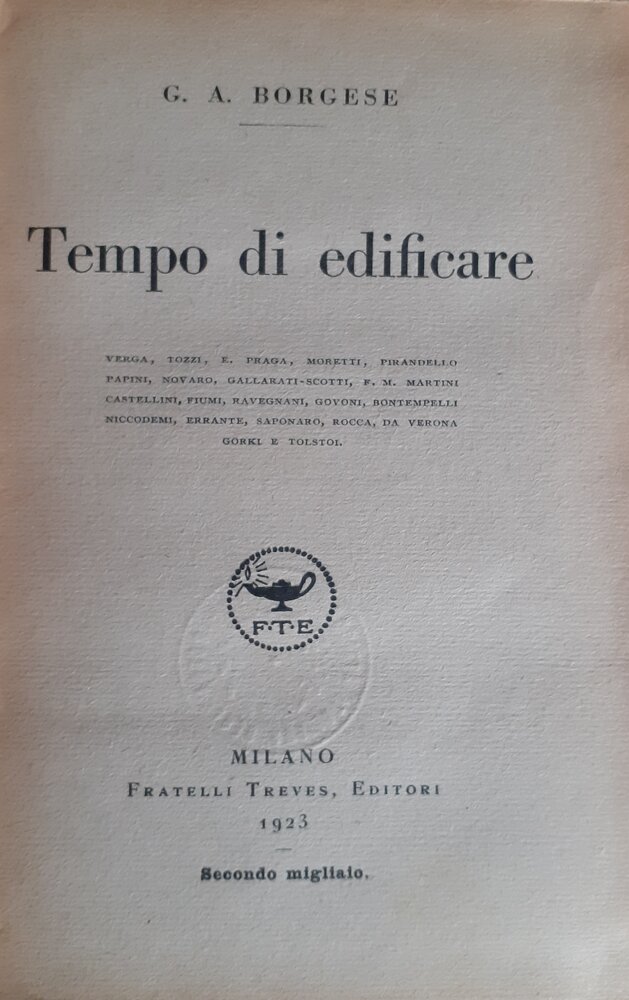 G. A. BORGESE
Tempo di edificare
VERGA, TOZZI, E. PRAGA, MORETTI, PIRANDELLO
PAPINI, NOVARO, GALLARATI-SCOTTI, F. M. MARTINI
CASTELLINI, FIUMI, RAVEGNANI, GOVONI, BONTEMPELLI
NICCODEMI, ERRANTE, SAPONARO, ROCCA, DA VERONA
GORKI E TOLSTOI.
F·T·E
MILANO
FRATELLI TREVES, EDITORI
1923
Secondo migliaio.